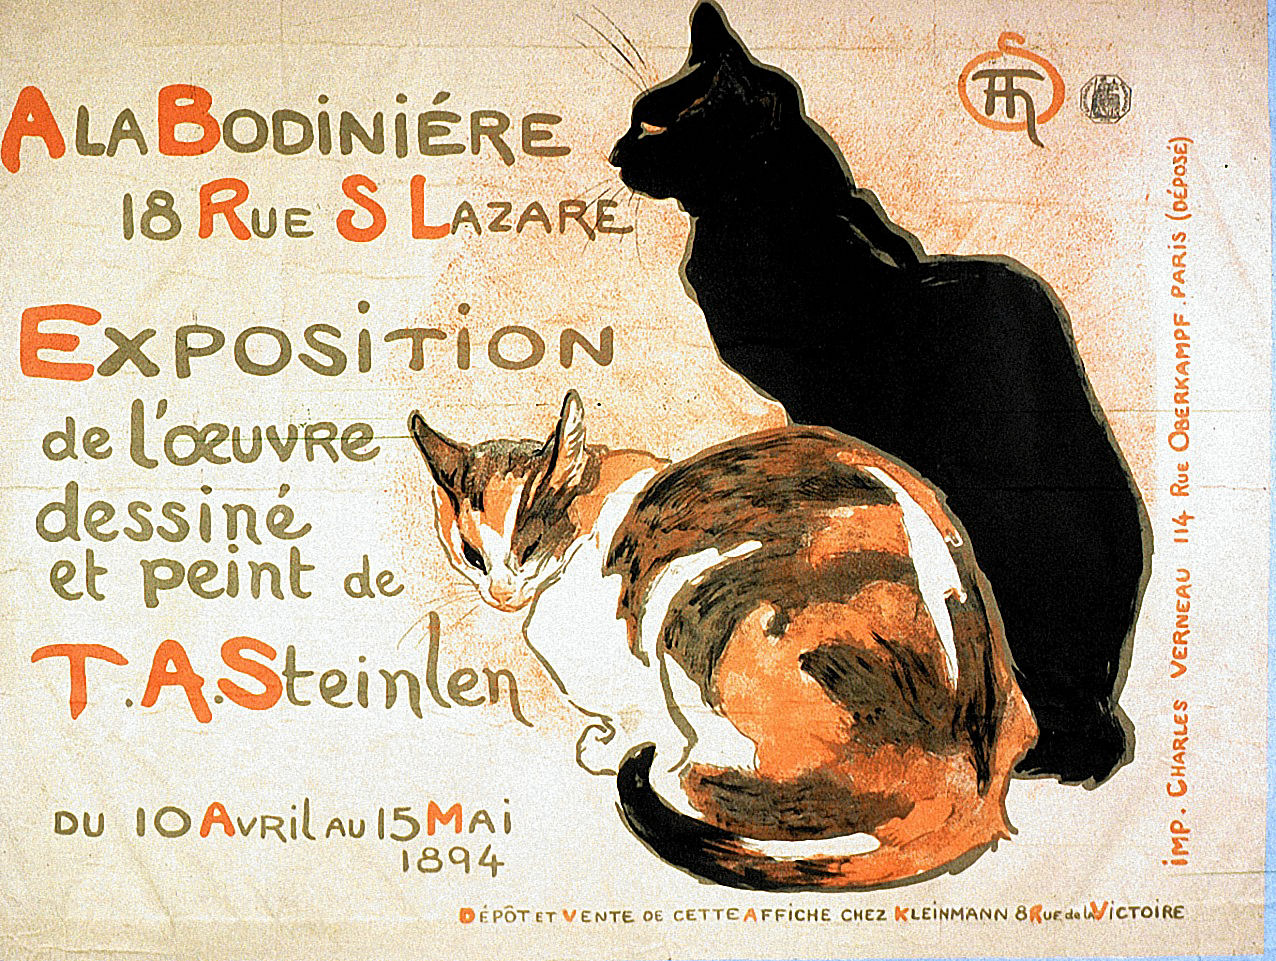 A LA BODINIÉRE
18 RUE S LAZARE
EXPOSITION
de l'œuvre
dessiné
et peint de
T.A.Steinlen
DU 10 AVRIL AU 15 MAI
1894
DÉPÔT ET VENTE DE CETTE AFFICHE CHEZ KLEINMANN 8 RUE de la VICTOIRE
IMP. CHARLES VERNEAU 114 RUE OBERKAMPF. PARIS (DÉPOSÉ)